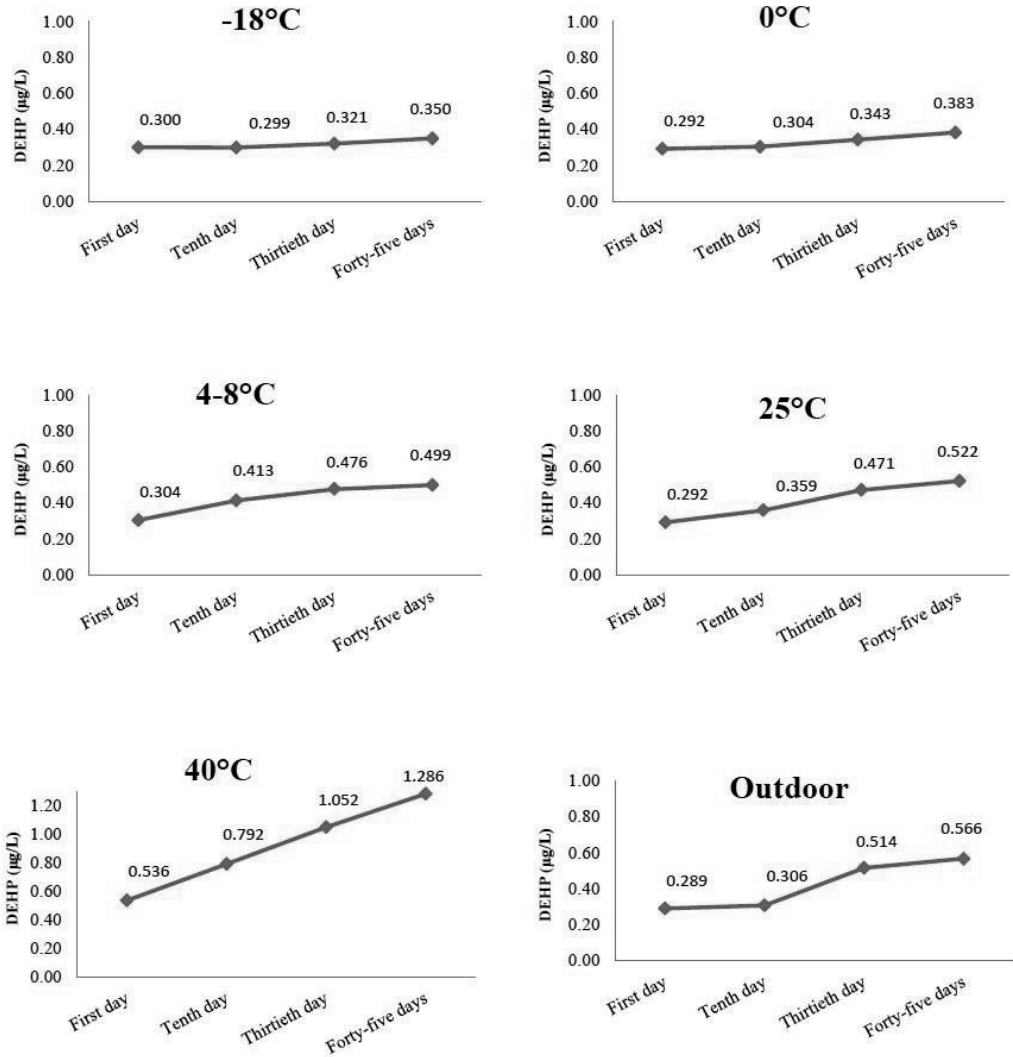 -18°C
DEHP (µg/L)
1.00
0.80
0.60
0.40
0.20
0.00
0.300
0.299
0.321
0.350
First day
Tenth day
Thirtieth day
Forty-five days
0°C
DEHP (µg/L)
1.00
0.80
0.60
0.40
0.20
0.00
0.292
0.304
0.343
0.383
First day
Tenth day
Thirtieth day
Forty-five days
4-8°C
DEHP (µg/L)
1.00
0.80
0.60
0.40
0.20
0.00
0.304
0.413
0.476
0.499
First day
Tenth day
Thirtieth day
Forty-five days
25°C
DEHP (µg/L)
1.00
0.80
0.60
0.40
0.20
0.00
0.292
0.359
0.471
0.522
First day
Tenth day
Thirtieth day
Forty-five days
40°C
DEHP (µg/L)
1.20
1.00
0.80
0.60
0.40
0.20
0.00
0.536
0.792
1.052
1.286
First day
Tenth day
Thirtieth day
Forty-five days
Outdoor
DEHP (µg/L)
1.00
0.80
0.60
0.40
0.20
0.00
0.289
0.306
0.514
0.566
First day
Tenth day
Thirtieth day
Forty-five days